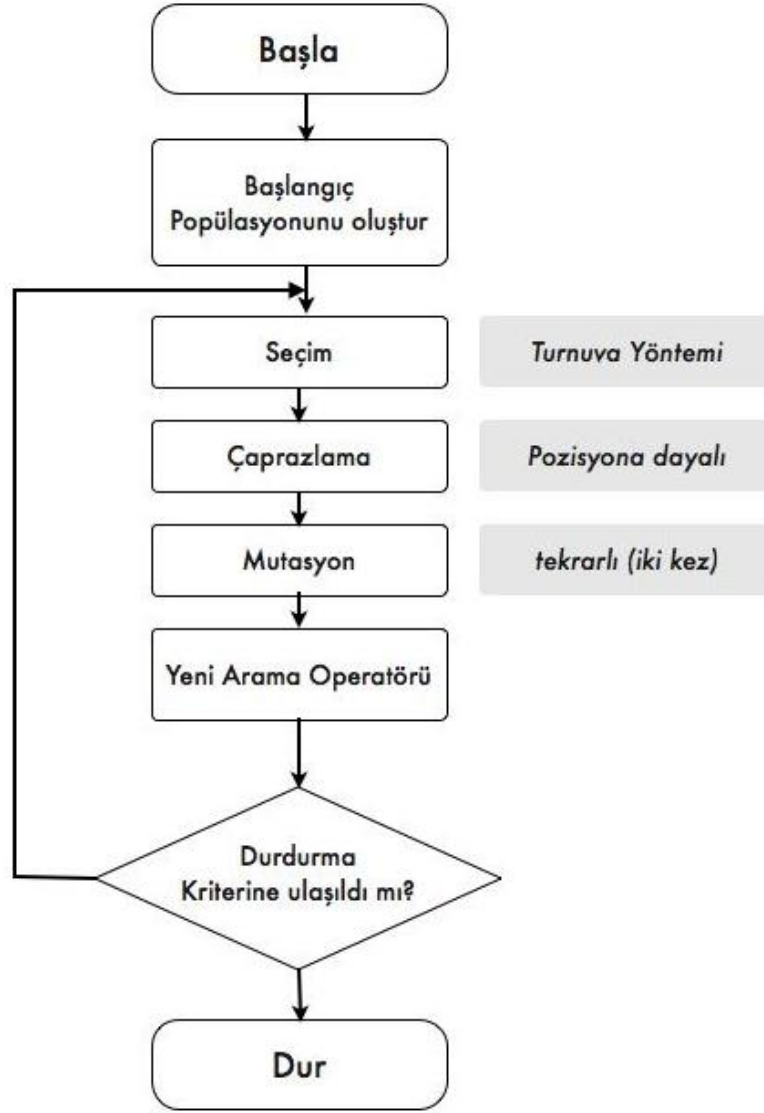 Başla
Başlangıç
Popülasyonunu oluştur
Seçim
Turnuva Yöntemi
Çaprazlama
Pozisyona dayalı
Mutasyon
tekrarlı (iki kez)
Yeni Arama Operatörü
Durdurma
Kriterine ulaşıldı mı?
Dur